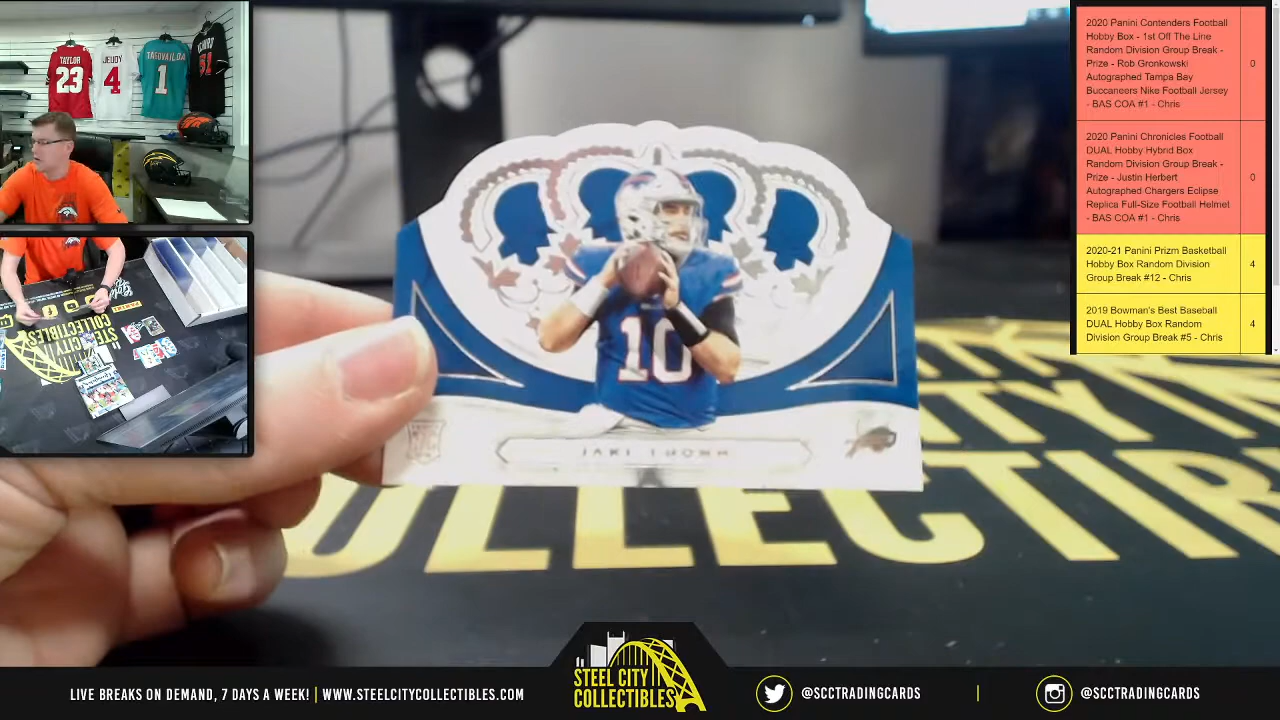 TAYLOR
23
JEUDY
4
TAGOVAILOA
1
2020 Panini Contenders Football
Hobby Box - 1st Off The Line
Random Division Group Break -
Prize - Rob Gronkowski
Autographed Tampa Bay
Buccaneers Nike Football Jersey
- BAS COA #1 - Chris
0
2020 Panini Chronicles Football
DUAL Hobby Hybrid Box
Random Division Group Break -
Prize - Justin Herbert
Autographed Chargers Eclipse
Replica Full-Size Football Helmet
- BAS COA #1 - Chris
0
2020-21 Panini Prizm Basketball
Hobby Box Random Division
Group Break #12 - Chris
4
2019 Bowman's Best Baseball
DUAL Hobby Box Random
Division Group Break #5 - Chris
4
10
STEEL CITY
COLLECTIBLES
LIVE BREAKS ON DEMAND, 7 DAYS A WEEK! | WWW.STEELCITYCOLLECTIBLES.COM
STEEL CITY
COLLECTIBLES
@SCCTRADINGCARDS
|
@SCCTRADINGCARDS